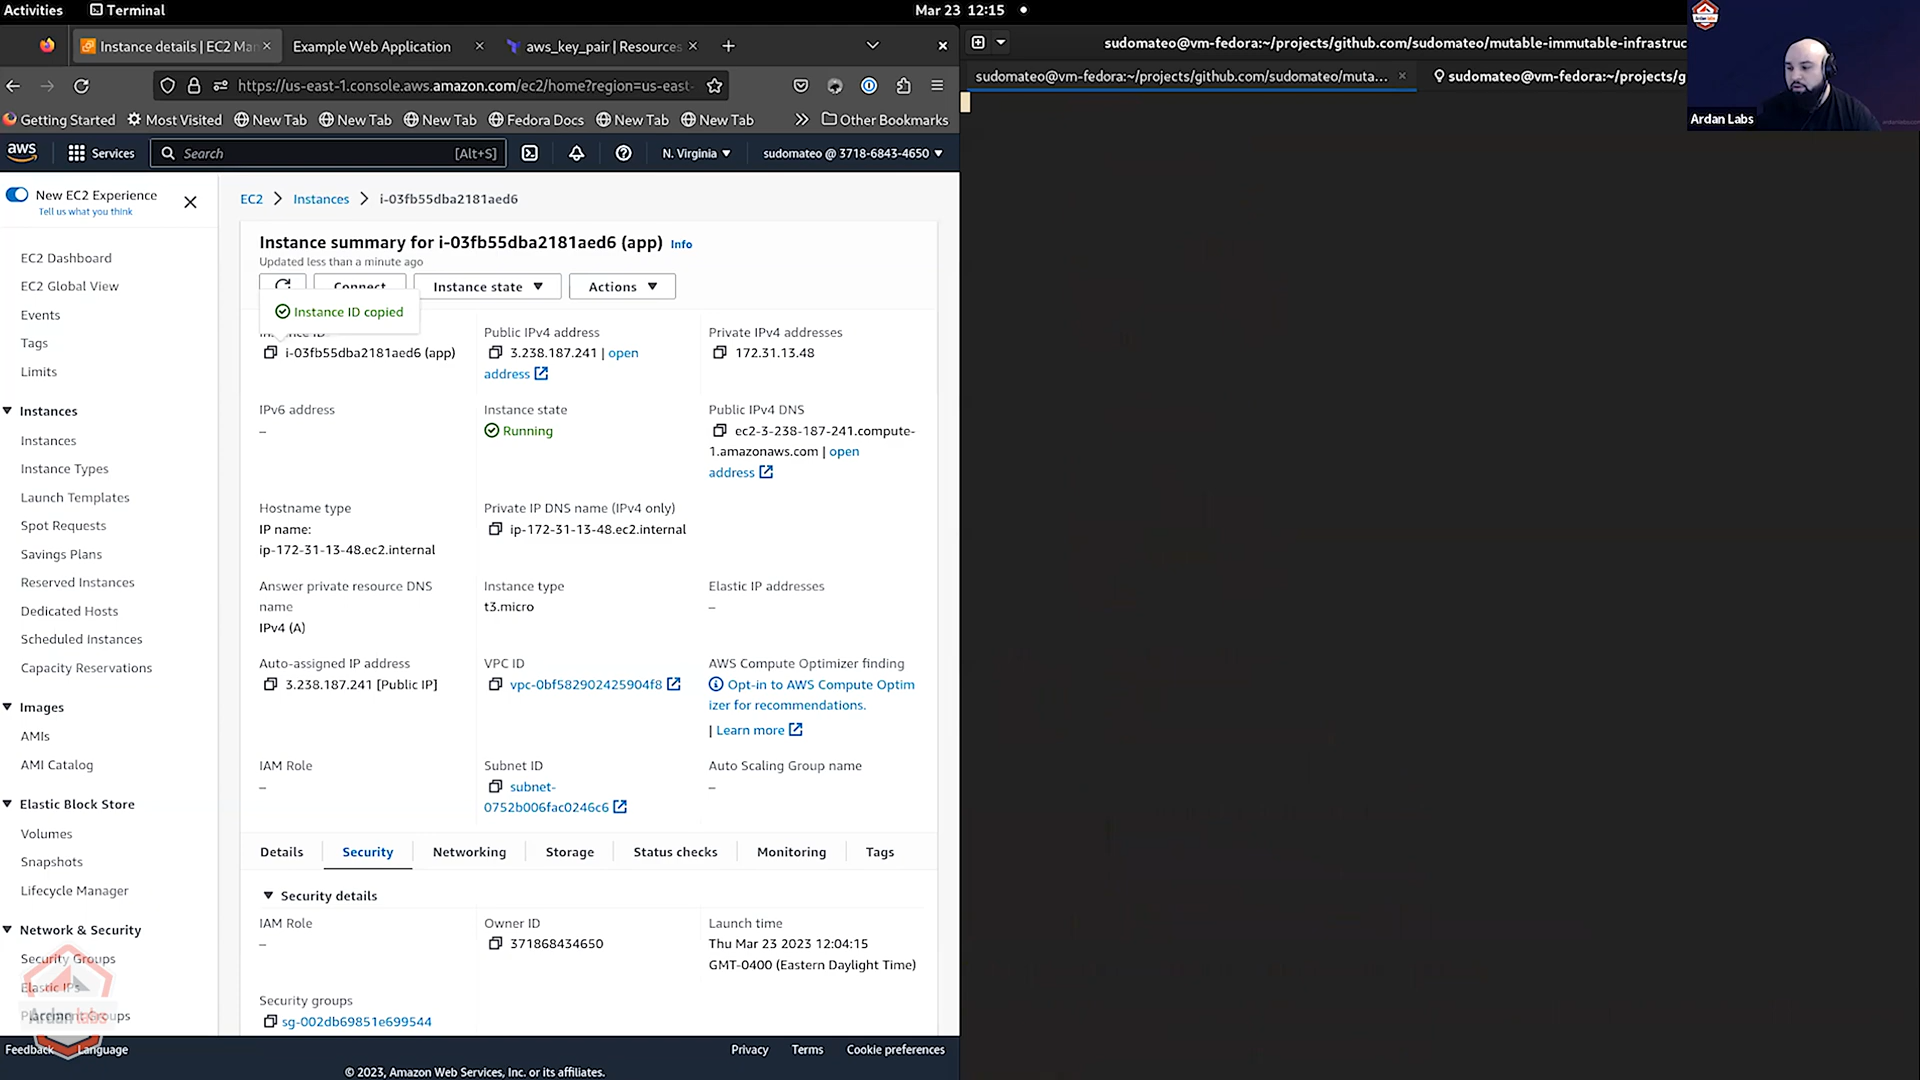 Activities
Terminal
Mar 23 12:15
Instance details | EC2 Man
Example Web Application
aws_key_pair | Resources
https://us-east-1.console.aws.amazon.com/ec2/home?region=us-east-
Getting Started
Most Visited
New Tab
New Tab
New Tab
Fedora Docs
New Tab
New Tab
Other Bookmarks
aws
Services
Search
[Alt+S]
N. Virginia
sudomateo @ 3718-6843-4650
New EC2 Experience
Tell us what you think
EC2 Dashboard
EC2 Global View
Events
Tags
Limits
Instances
Instances
Instance Types
Launch Templates
Spot Requests
Savings Plans
Reserved Instances
Dedicated Hosts
Scheduled Instances
Capacity Reservations
Images
AMIs
AMI Catalog
Elastic Block Store
Volumes
Snapshots
Lifecycle Manager
Network & Security
Security Groups
Elastic IPs
Placement Groups
Ardan labs
EC2
Instances
i-03fb55dba2181aed6
Instance summary for i-03fb55dba2181aed6 (app)
Info
Updated less than a minute ago
Connect
Instance state
Actions
Instance ID copied
Instance ID
i-03fb55dba2181aed6 (app)
Public IPv4 address
3.238.187.241 | open
address
Private IPv4 addresses
172.31.13.48
IPv6 address
–
Instance state
Running
Public IPv4 DNS
ec2-3-238-187-241.compute-
1.amazonaws.com | open
address
Hostname type
IP name:
ip-172-31-13-48.ec2.internal
Private IP DNS name (IPv4 only)
ip-172-31-13-48.ec2.internal
Answer private resource DNS
name
IPv4 (A)
Instance type
t3.micro
Elastic IP addresses
–
Auto-assigned IP address
3.238.187.241 [Public IP]
VPC ID
vpc-0bf582902425904f8
AWS Compute Optimizer finding
Opt-in to AWS Compute Optim
izer for recommendations.
| Learn more
IAM Role
–
Subnet ID
subnet-
0752b006fac0246c6
Auto Scaling Group name
–
Details
Security
Networking
Storage
Status checks
Monitoring
Tags
Security details
IAM Role
–
Owner ID
371868434650
Launch time
Thu Mar 23 2023 12:04:15
GMT-0400 (Eastern Daylight Time)
Security groups
sg-002db69851e699544
Feedback
Language
Privacy
Terms
Cookie preferences
© 2023, Amazon Web Services, Inc. or its affiliates.
sudomateo@vm-fedora:~/projects/github.com/sudomateo/mutable-immutable-infrastruc
sudomateo@vm-fedora:~/projects/github.com/sudomateo/muta...
sudomateo@vm-fedora:~/projects/g
Ardan Labs